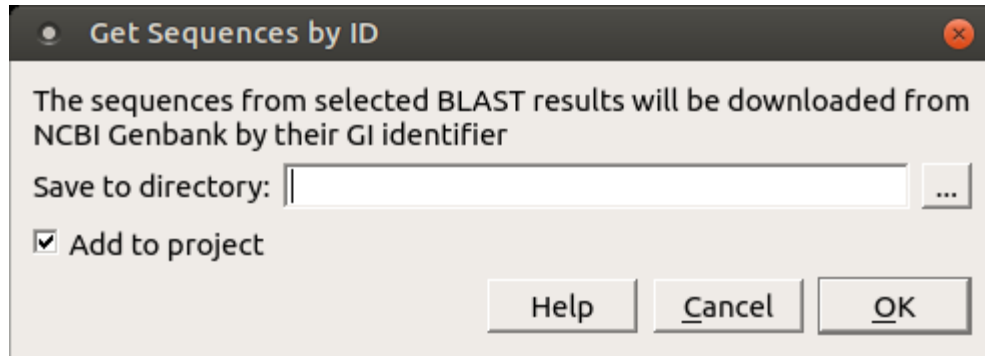 Get Sequences by ID
The sequences from selected BLAST results will be downloaded from
NCBI Genbank by their GI identifier
Save to directory:
...
Add to project
Help Cancel OK